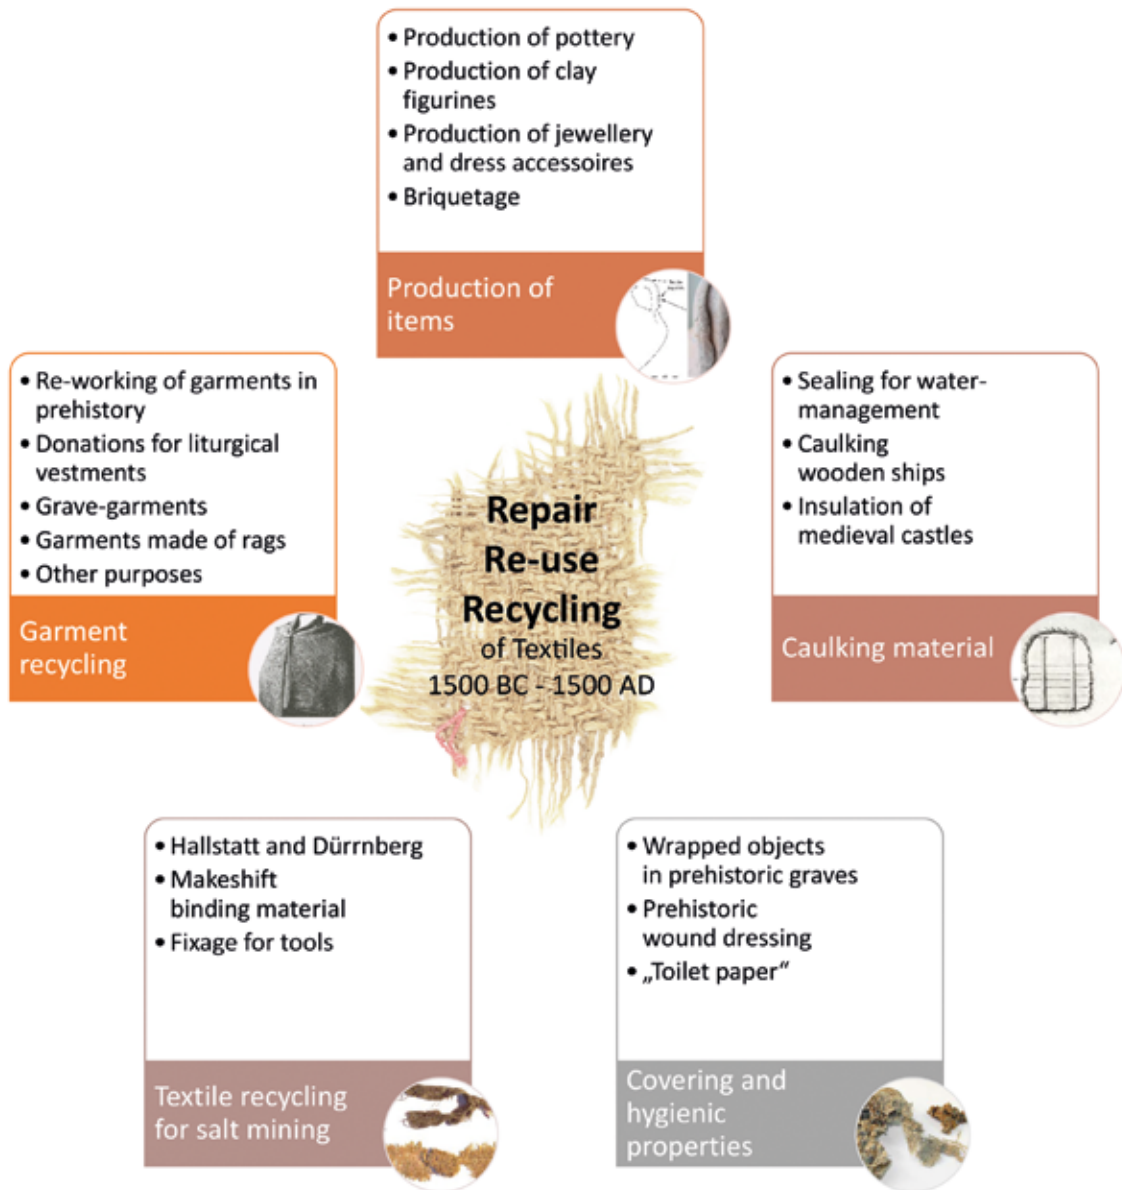 • Production of pottery
• Production of clay
figurines
• Production of jewellery
and dress accessoires
• Briquetage
Production of
items
• Re-working of garments in
prehistory
• Donations for liturgical
vestments
• Grave-garments
• Garments made of rags
• Other purposes
Garment
recycling
Repair
Re-use
Recycling
of Textiles
1500 BC - 1500 AD
• Sealing for water-
management
• Caulking
wooden ships
• Insulation of
medieval castles
Caulking material
• Hallstatt and Dürrnberg
• Makeshift
binding material
• Fixage for tools
Textile recycling
for salt mining
• Wrapped objects
in prehistoric graves
• Prehistoric
wound dressing
• „Toilet paper“
Covering and
hygienic
properties